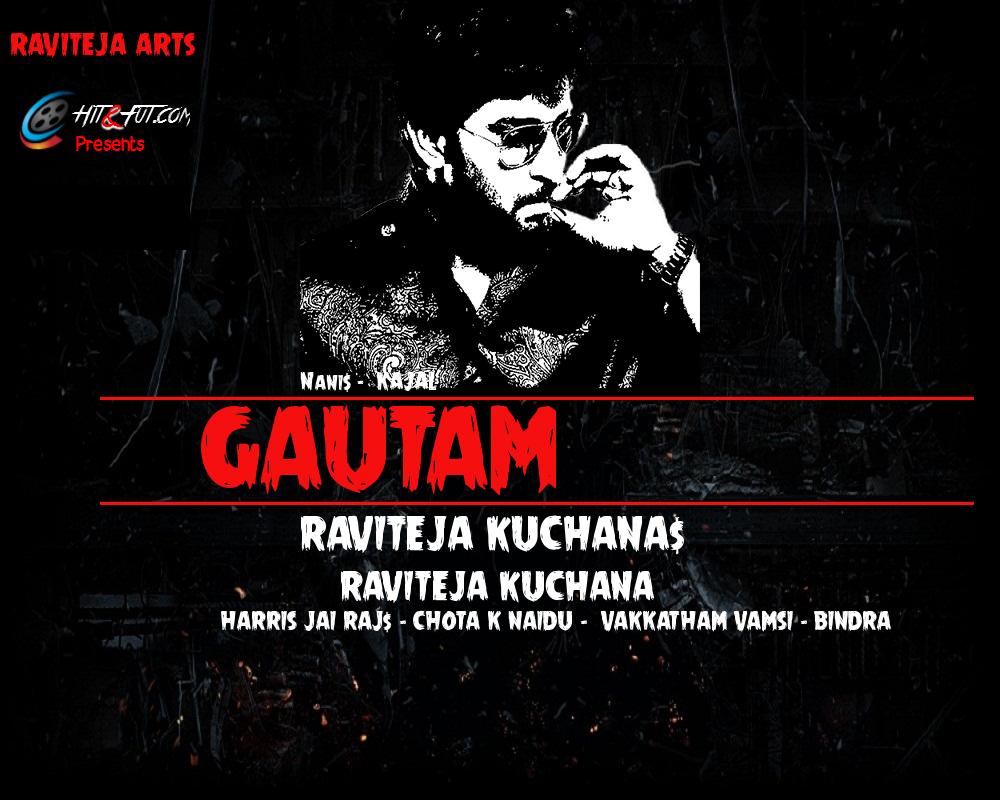 RAVITEJA ARTS
HIT&FUT.COM
Presents
NANI$ - KAJAL
GAUTAM
RAVITEJA KUCHANA$
RAVITEJA KUCHANA
HARRIS JAI RAJ$ - CHOTA K NAIDU - VAKKATHAM VAMSI - BINDRA